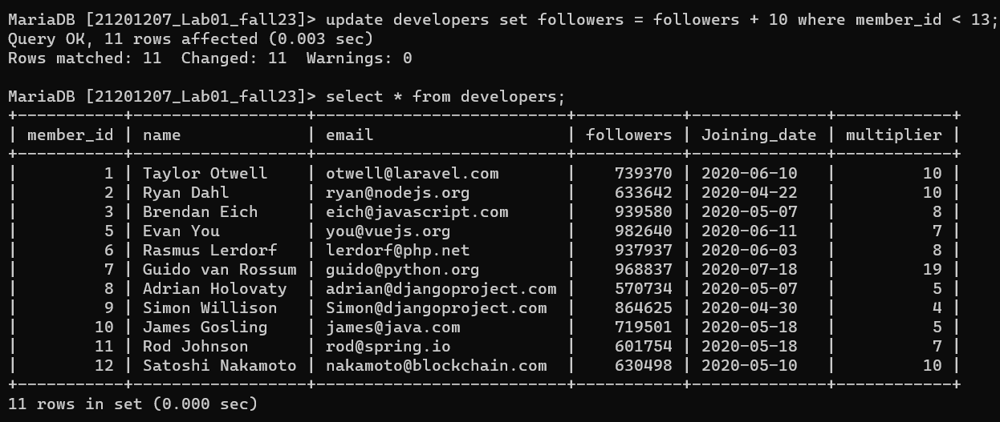 MariaDB [21201207_Lab01_fall23]> update developers set followers = followers + 10 where member_id < 13;
Query OK, 11 rows affected (0.003 sec)
Rows matched: 11  Changed: 11  Warnings: 0

MariaDB [21201207_Lab01_fall23]> select * from developers;
+-----------+------------------+--------------------------+-----------+--------------+------------+
| member_id | name             | email                    | followers | Joining_date | multiplier |
+-----------+------------------+--------------------------+-----------+--------------+------------+
|         1 | Taylor Otwell    | otwell@laravel.com       |    739370 | 2020-06-10   |         10 |
|         2 | Ryan Dahl        | ryan@nodejs.org          |    633642 | 2020-04-22   |         10 |
|         3 | Brendan Eich     | eich@javascript.com      |    939580 | 2020-05-07   |          8 |
|         5 | Evan You         | you@vuejs.org            |    982640 | 2020-06-11   |          7 |
|         6 | Rasmus Lerdorf   | lerdorf@php.net          |    937937 | 2020-06-03   |          8 |
|         7 | Guido van Rossum | guido@python.org         |    968837 | 2020-07-18   |         19 |
|         8 | Adrian Holovaty  | adrian@djangoproject.com |    570734 | 2020-05-07   |          5 |
|         9 | Simon Willison   | Simon@djangoproject.com  |    864625 | 2020-04-30   |          4 |
|        10 | James Gosling    | james@java.com           |    719501 | 2020-05-18   |          5 |
|        11 | Rod Johnson      | rod@spring.io            |    601754 | 2020-05-18   |          7 |
|        12 | Satoshi Nakamoto | nakamoto@blockchain.com  |    630498 | 2020-05-10   |         10 |
+-----------+------------------+--------------------------+-----------+--------------+------------+
11 rows in set (0.000 sec)